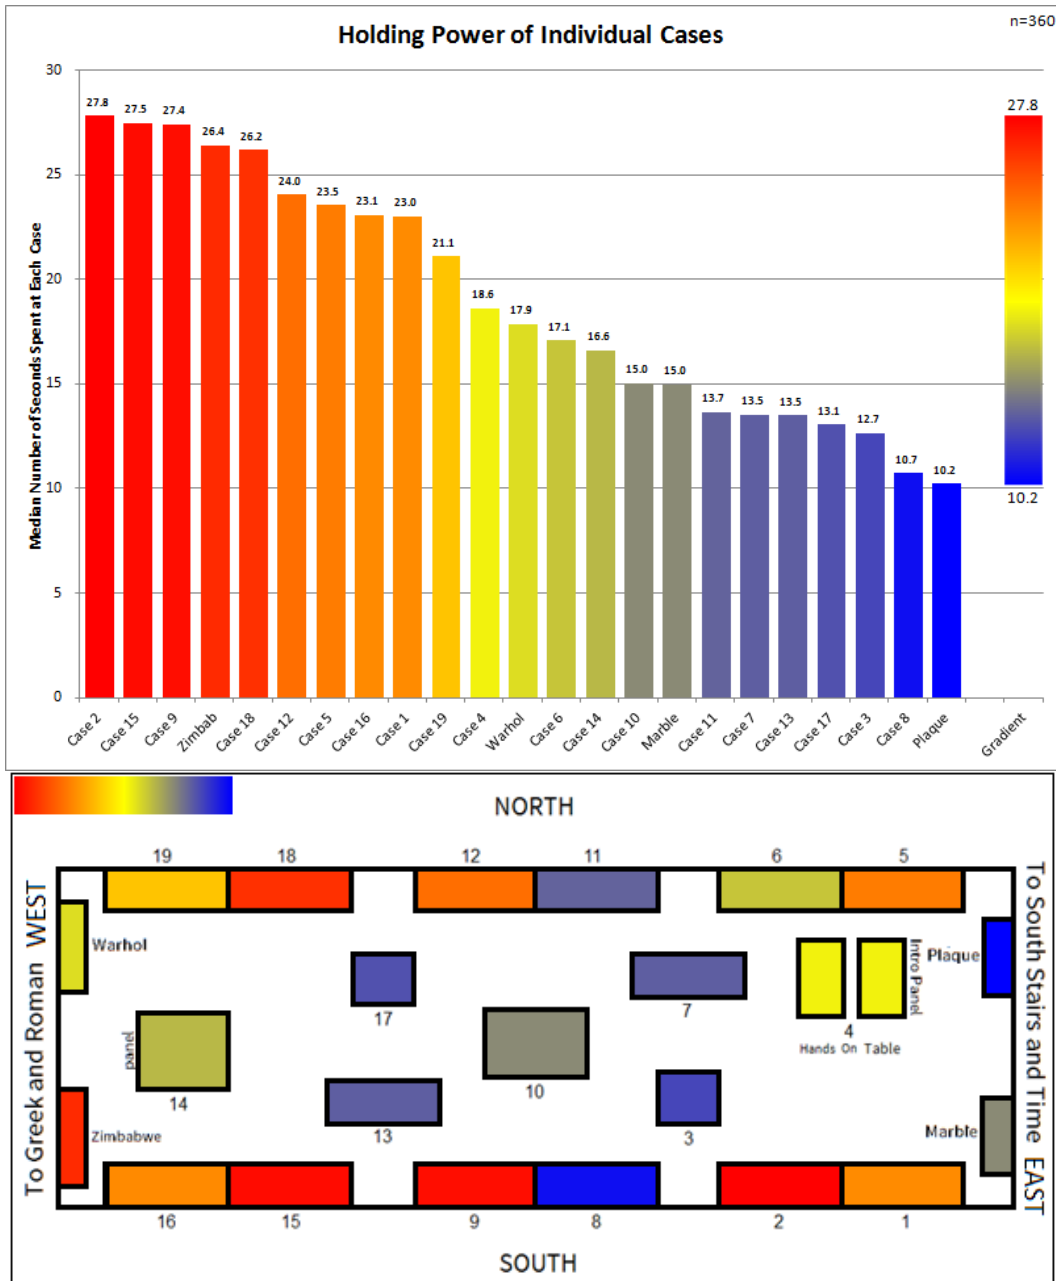 Holding Power of Individual Cases
n=360
Median Number of Seconds Spent at Each Case
30
25
20
15
10
5
0
27.8
27.5
27.4
26.4
26.2
24.0
23.5
23.1
23.0
21.1
18.6
17.9
17.1
16.6
15.0
15.0
13.7
13.5
13.5
13.1
12.7
10.7
10.2
27.8
10.2
Case 2
Case 15
Case 9
Zimbab
Case 18
Case 12
Case 5
Case 16
Case 1
Case 19
Case 4
Warhol
Case 6
Case 14
Case 10
Marble
Case 11
Case 7
Case 13
Case 17
Case 3
Case 8
Plaque
Gradient
NORTH
19
18
12
11
6
5
To Greek and Roman WEST
Warhol
Plaque
Intro Panel
To South Stairs and Time EAST
17
7
4
Hands On Table
panel
14
10
13
3
Zimbabwe
Marble
16
15
9
8
2
1
SOUTH